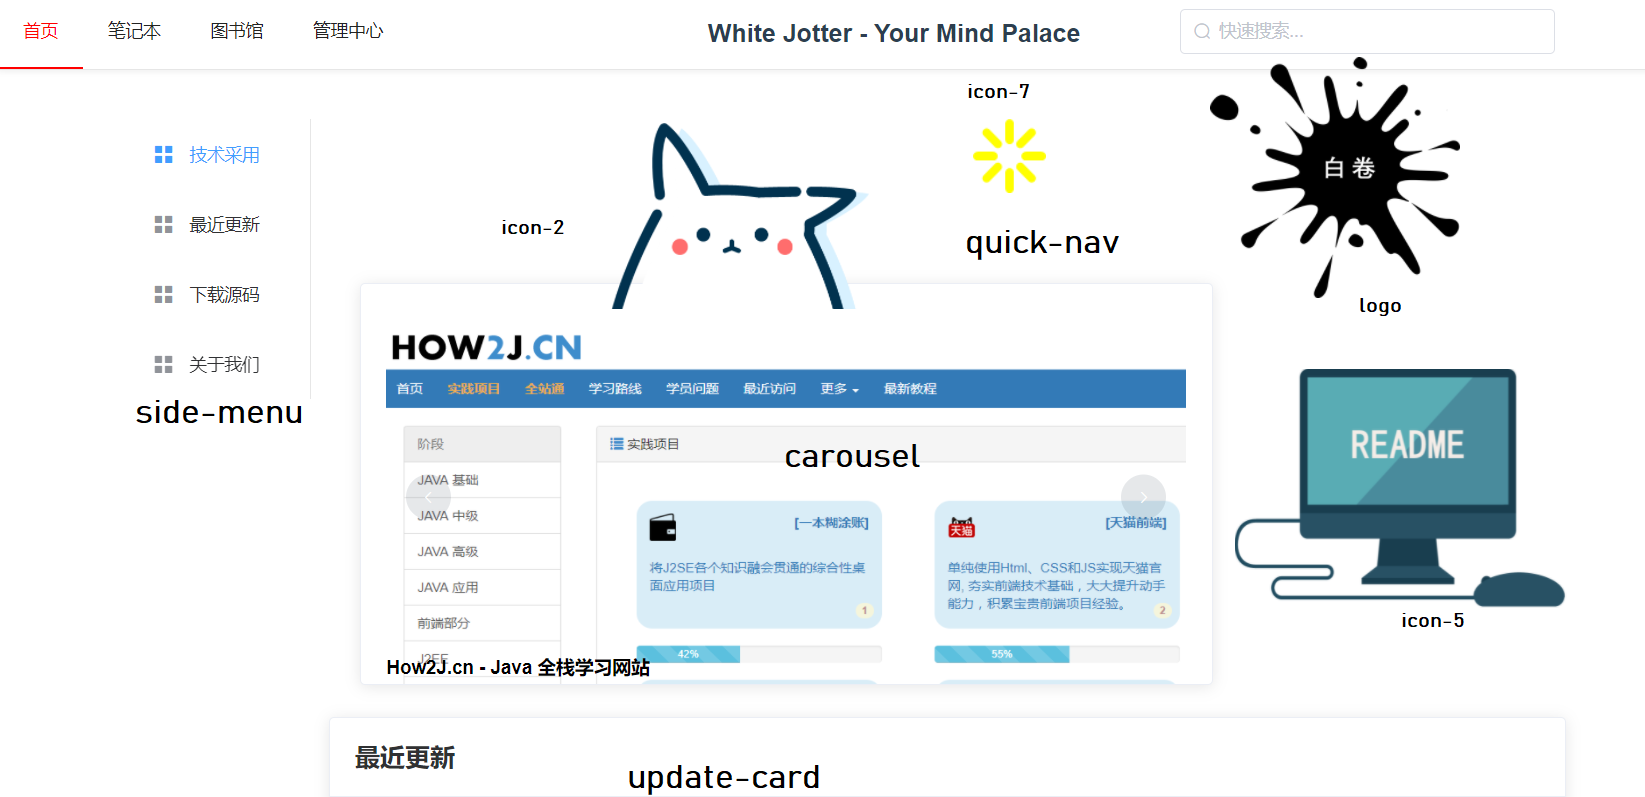 首页 笔记本 图书馆 管理中心 White Jotter - Your Mind Palace 快速搜索...
icon-7
技术采用
最近更新
下载源码
关于我们
side-menu
icon-2
quick-nav
白卷
logo
HOW2J.CN
首页 实践项目 全站通 学习路线 学员问题 最近访问 更多 最新教程
阶段
JAVA 基础
JAVA 中级
JAVA 高级
JAVA 应用
前端部分
J2EE
实践项目
carousel
[一本糊涂账]
将J2SE各个知识融会贯通的综合性桌
面应用项目
1
42%
天猫
[天猫前端]
单纯使用Html、CSS和JS实现天猫官
网, 夯实前端技术基础，大大提升动手
能力，积累宝贵前端项目经验。
2
55%
How2J.cn - Java 全栈学习网站
README
icon-5
最近更新
update-card